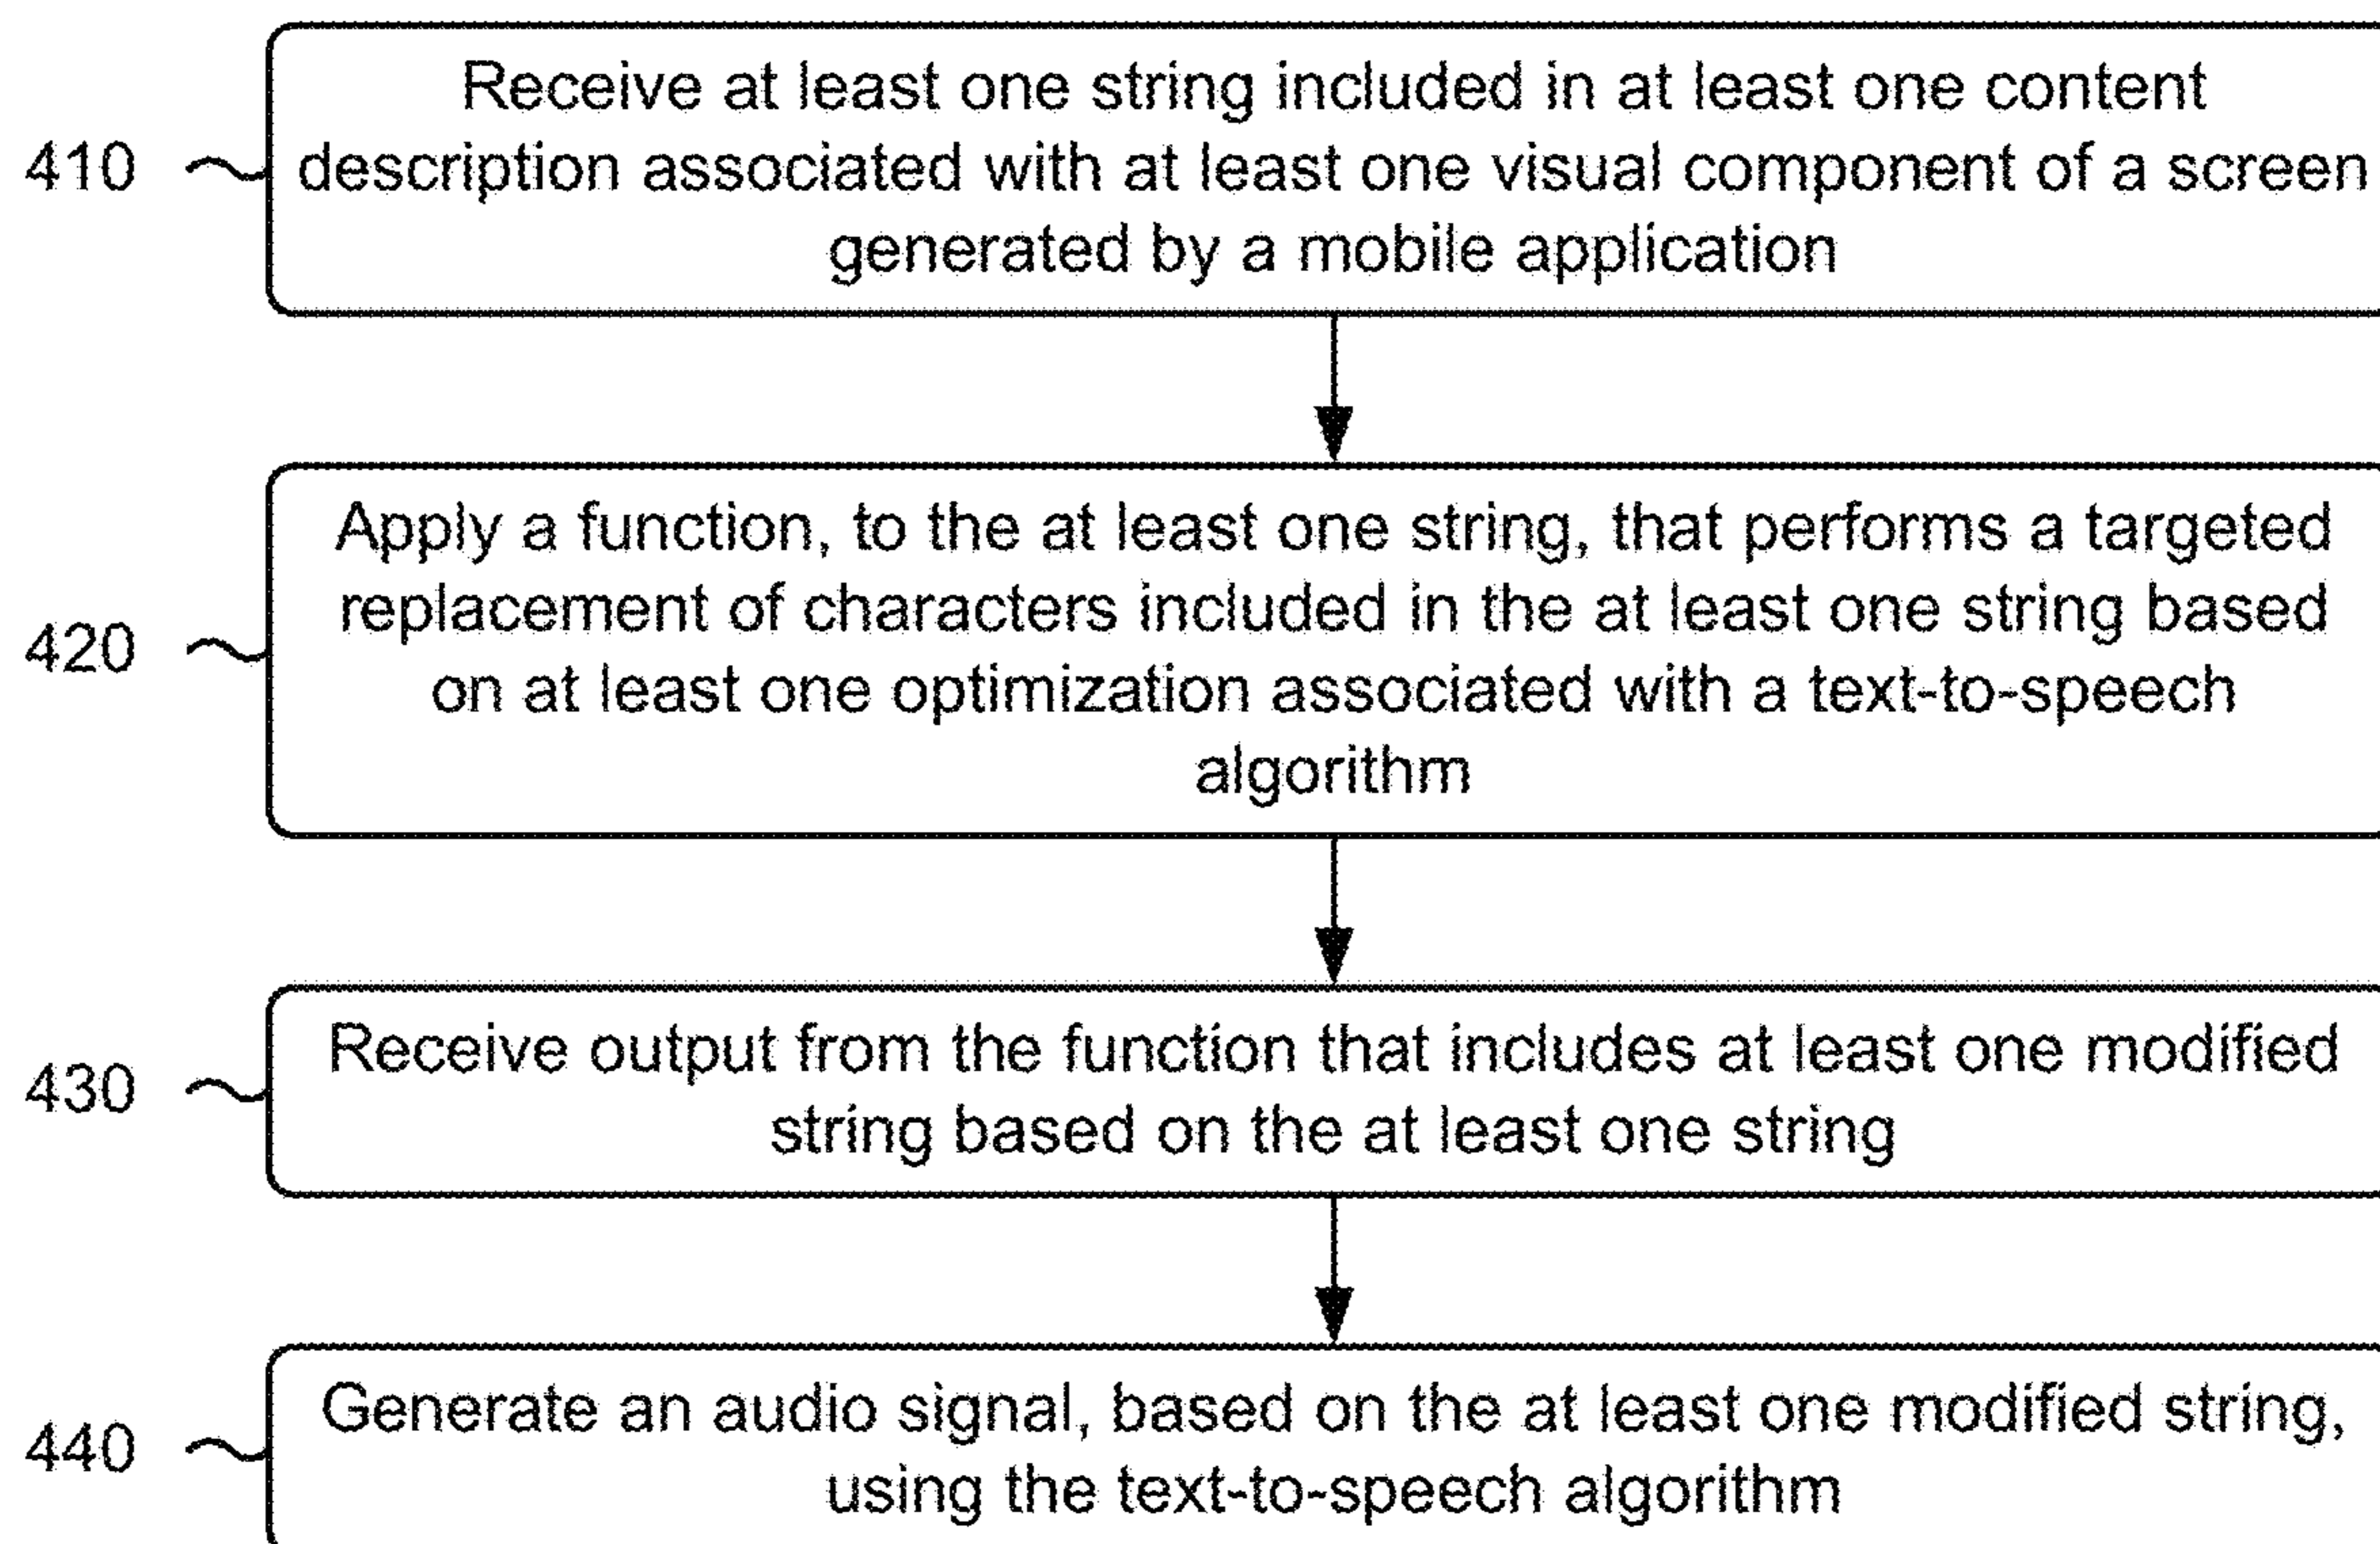 Receive at least one string included in at least one content
410 description associated with at least one visual component of a screen
generated by a mobile application
Apply a function, to the at least one string, that performs a targeted
replacement of characters included in the at least one string based
420
on at least one optimization associated with a text-to-speech
algorithm
Receive output from the function that includes at least one modified
430
string based on the at least one string
Generate an audio signal, based on the at least one modified string,
440
using the text-to-speech algorithm